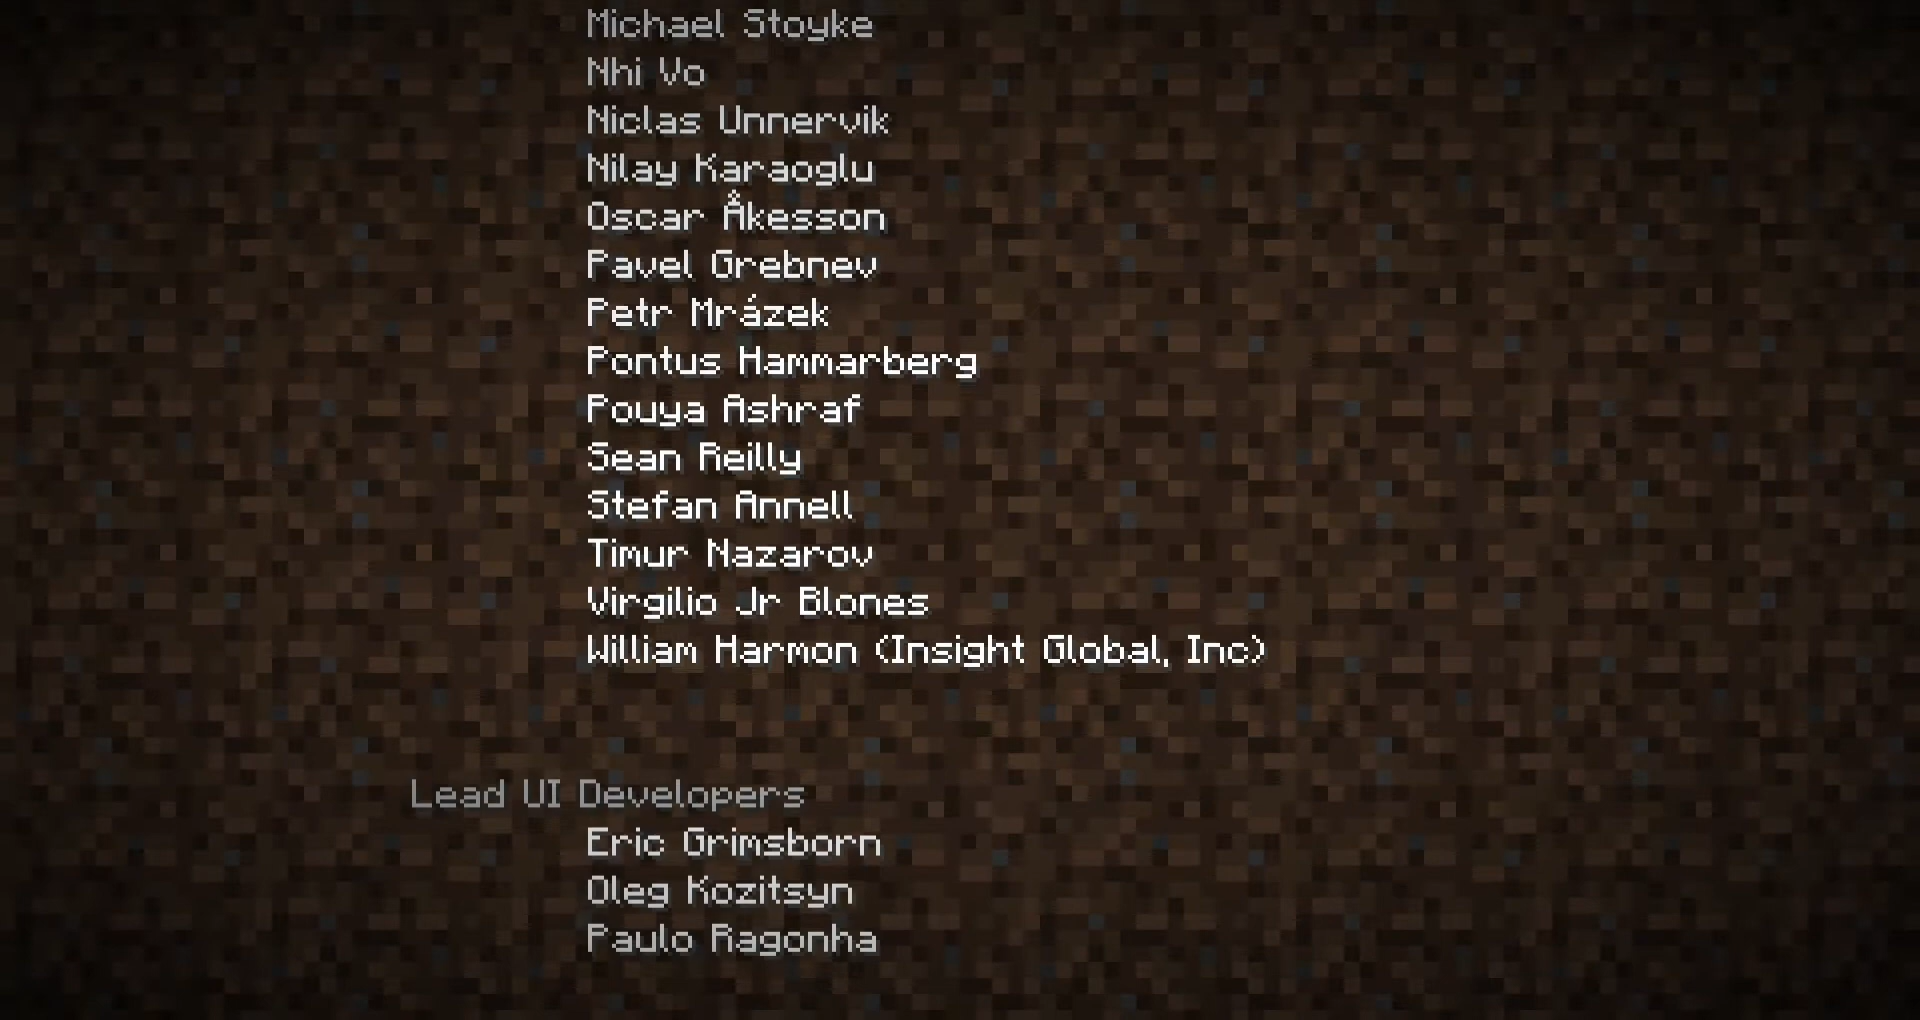 Michael Stoyke
Nhi Vo
Niclas Unnervik
Nilay Karaoglu
Oscar Åkesson
Pavel Grebnev
Petr Mrázek
Pontus Hammarberg
Pouya Ashraf
Sean Reilly
Stefan Annell
Timur Nazarov
Virgilio Jr Blones
William Harmon (Insight Global, Inc)
Lead UI Developers
Eric Grimsborn
Oleg Kozitsyn
Paulo Ragonha